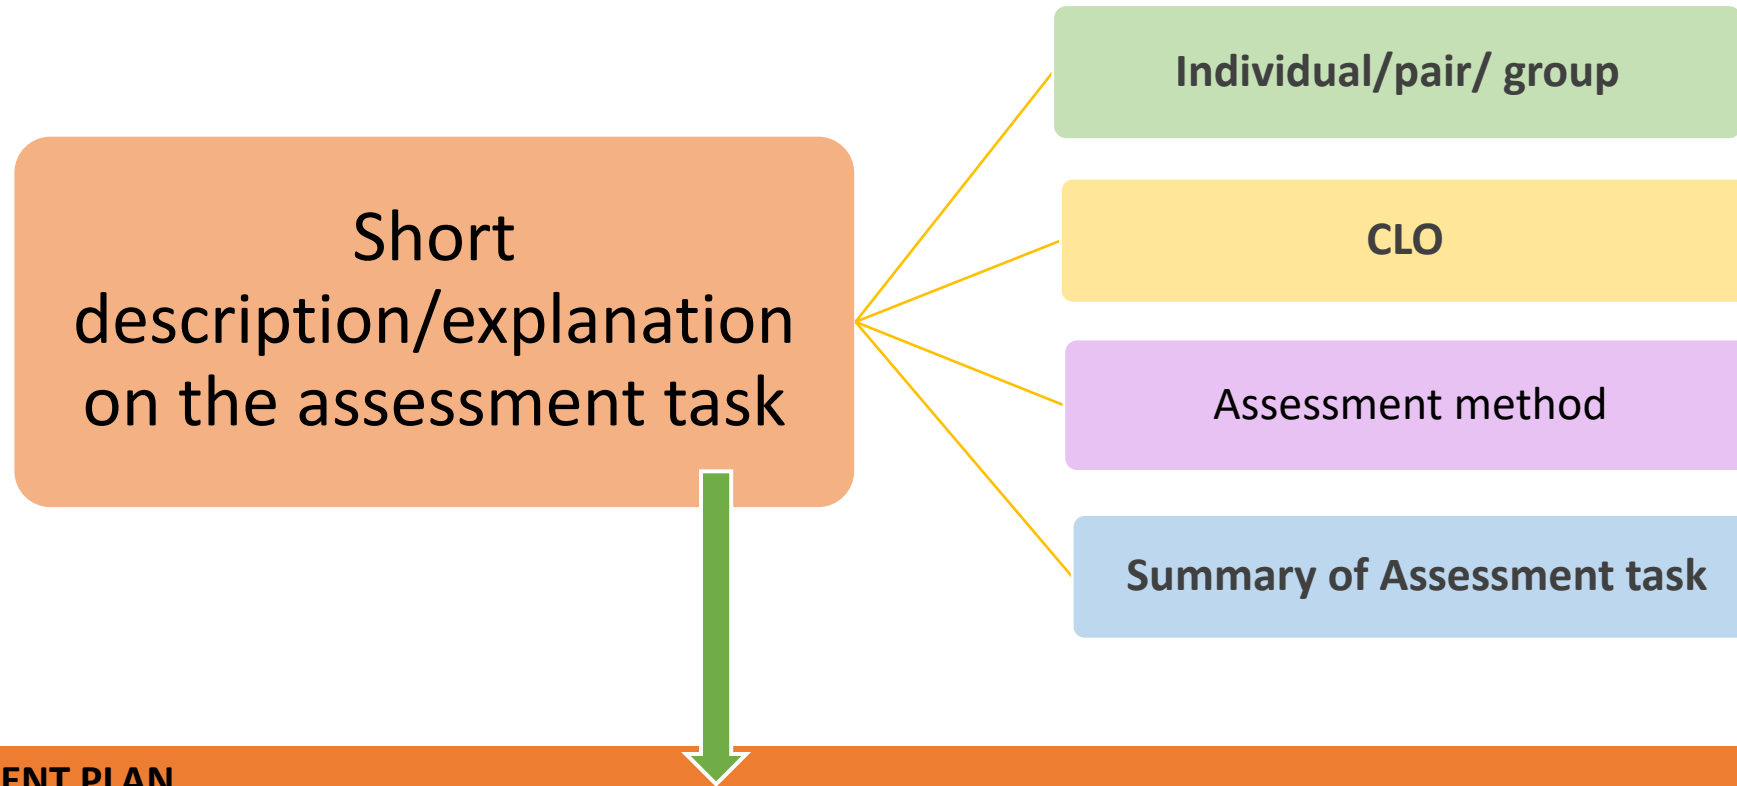 Short
description/explanation
on the assessment task
Individual/pair/ group
CLO
Assessment method
Summary of Assessment task
ENT PLAN